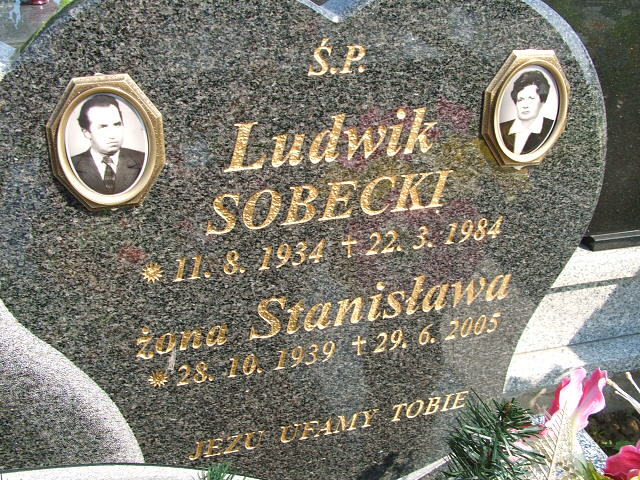 Ś.P.
Ludwik
SOBECKI
* 11. 8. 1934 † 22. 3. 1984
żona Stanisława
* 28. 10. 1939 † 29. 6. 2005
JEZU UFAMY TOBIE